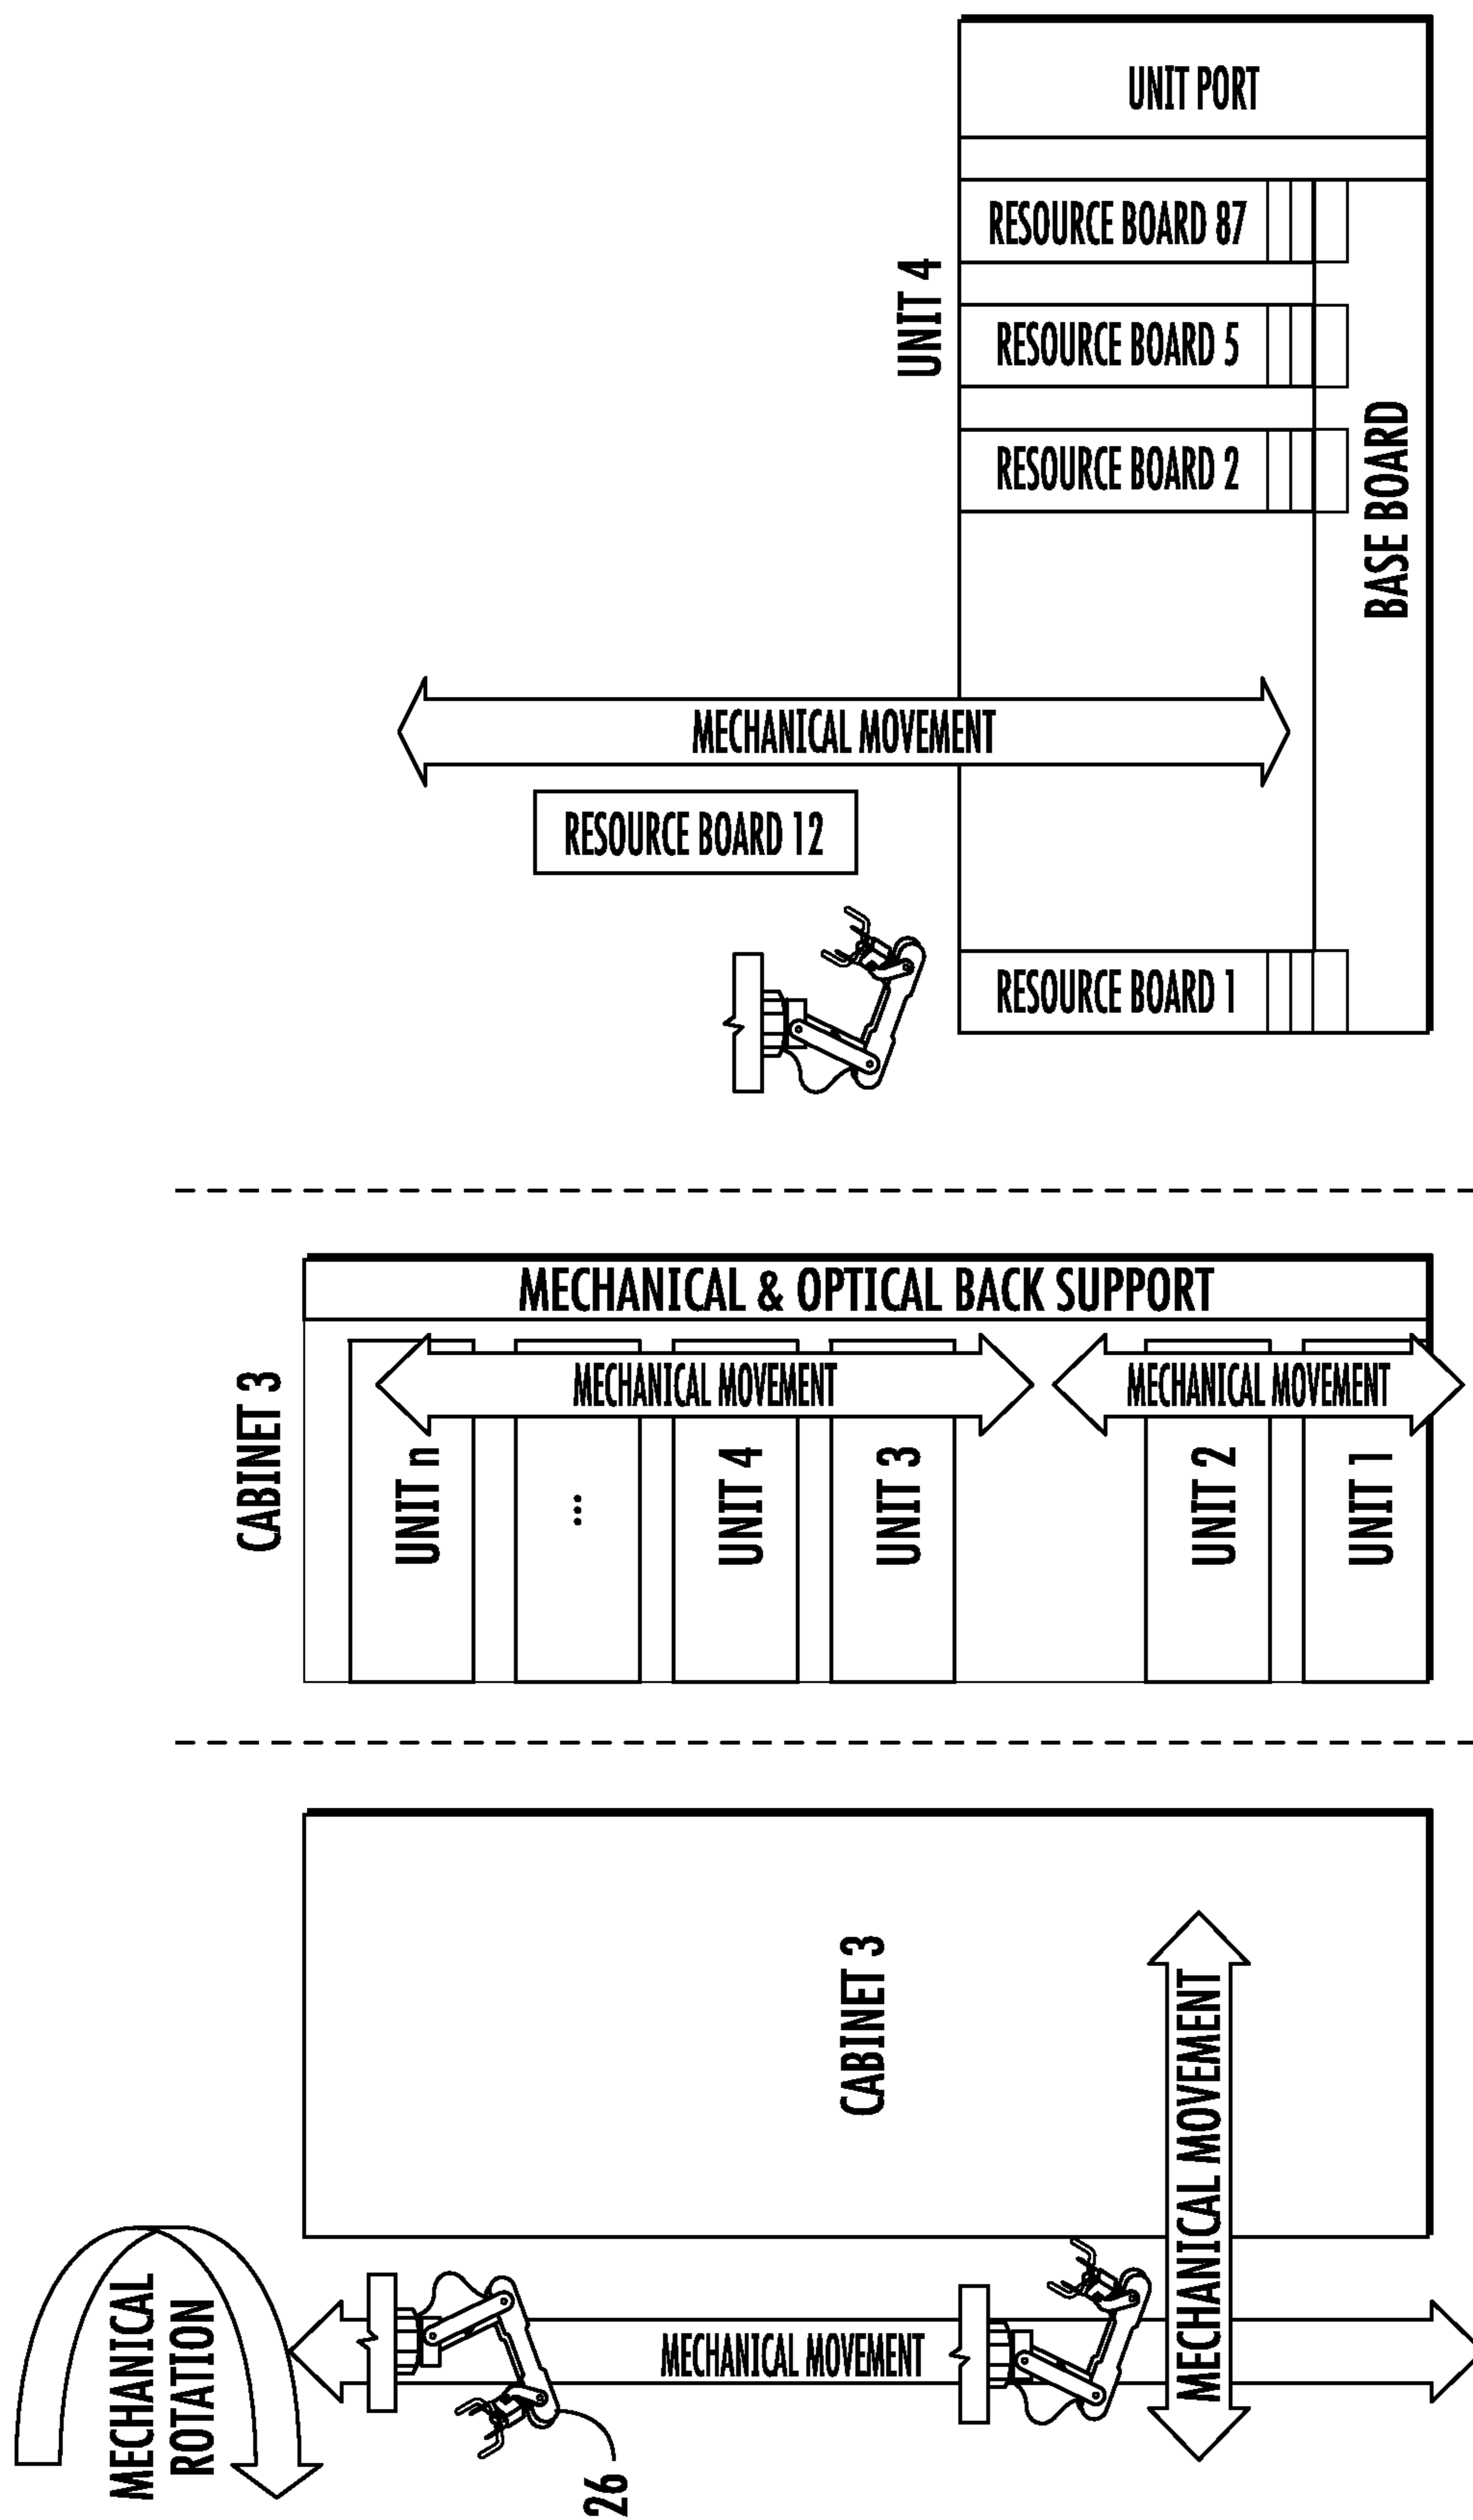 UNIT PORT
RESOURCE BOARD 87
UNIT 4
RESOURCE BOARD 5
RESOURCE BOARD 2
BASE BOARD
MECHANICAL MOVEMENT
RESOURCE BOARD 12
RESOURCE BOARD 1
MECHANICAL & OPTICAL BACK SUPPORT
CABINET 3
MECHANICAL MOVEMENT
MECHANICAL MOVEMENT
UNIT n
...
UNIT 4
UNIT 3
UNIT 2
UNIT 1
CABINET 3
MECHANICAL MOVEMENT
MECHANICAL
ROTATION
MECHANICAL MOVEMENT
26